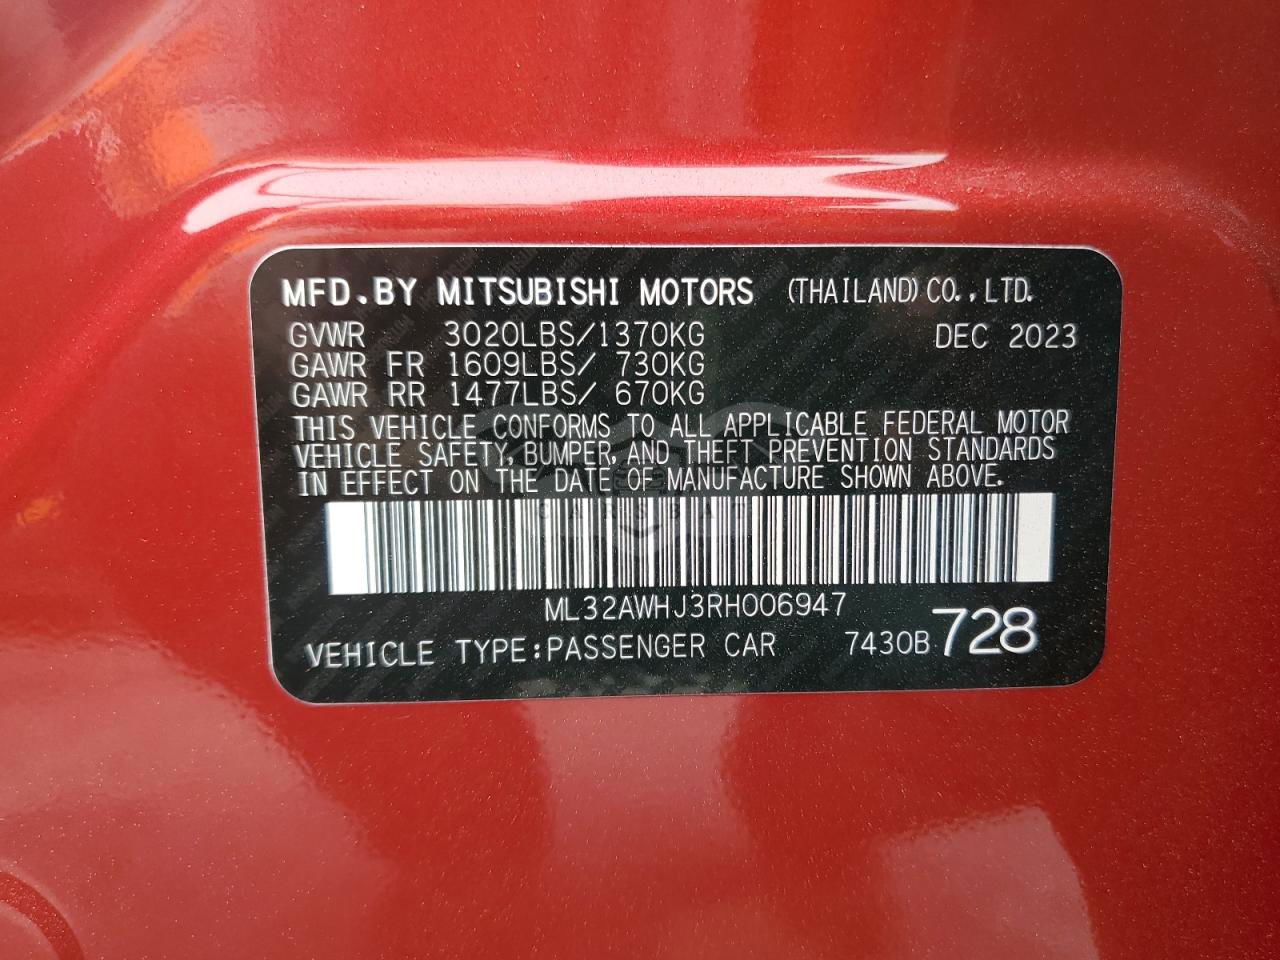 MFD.BY MITSUBISHI MOTORS (THAILAND)CO.,LTD.
GVWR 3020LBS/1370KG DEC 2023
GAWR FR 1609LBS/ 730KG
GAWR RR 1477LBS/ 670KG
THIS VEHICLE CONFORMS TO ALL APPLICABLE FEDERAL MOTOR
VEHICLE SAFETY, BUMPER, AND THEFT PREVENTION STANDARDS
IN EFFECT ON THE DATE OF MANUFACTURE SHOWN ABOVE.
ML32AWHJ3RH006947
VEHICLE TYPE:PASSENGER CAR 7430B 728